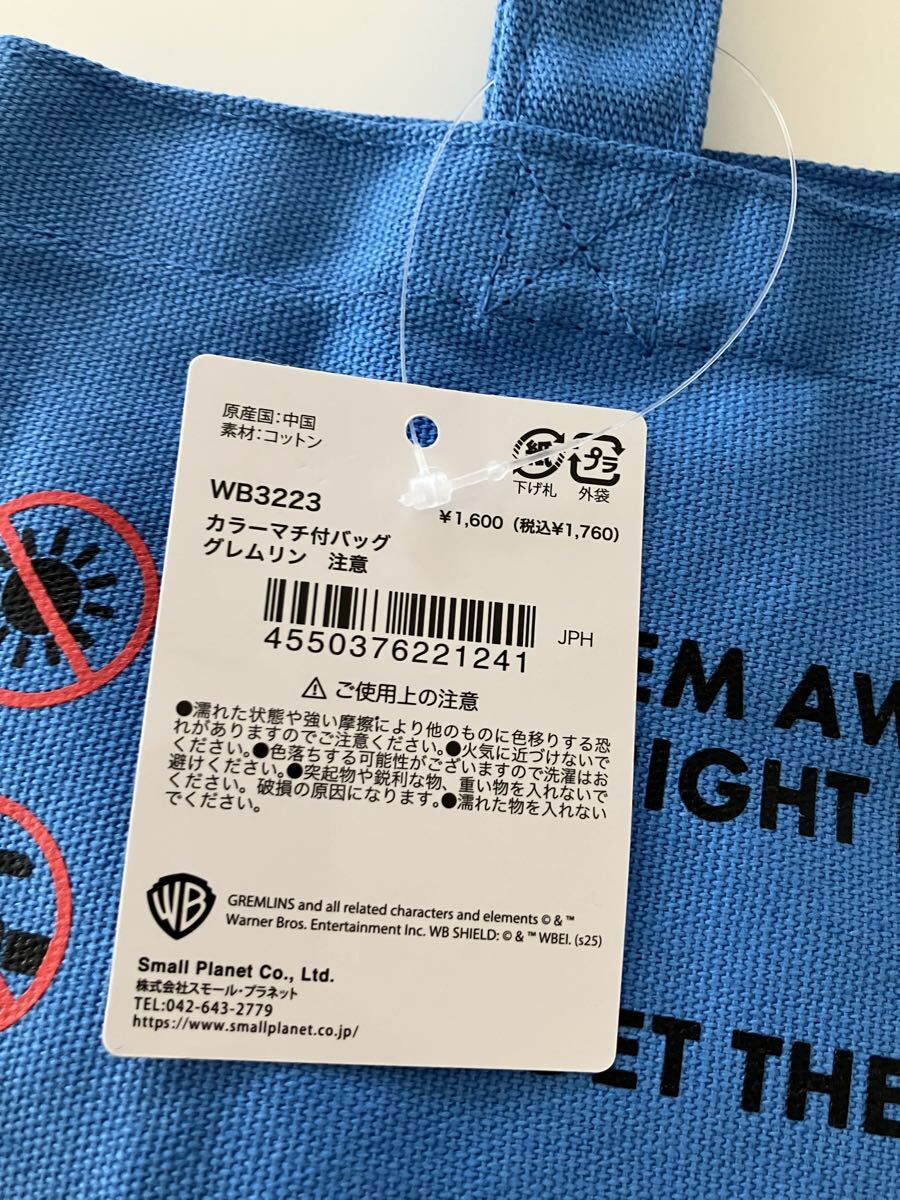 原産国：中国
素材：コットン
紙 プラ
下げ札 外袋
WB3223
¥1,600（税込¥1,760）
カラーマチ付バッグ
グレムリン　注意
4550376221241
JPH
⚠ ご使用上の注意
●濡れた状態や強い摩擦により他のものに色移りする恐
れがありますのでご注意ください。●火気に近づけないで
ください。●色落ちする可能性がございますので洗濯はお
避けください。●突起物や鋭利な物、重い物を入れないで
ください。破損の原因になります。●濡れた物を入れない
でください。
WB
GREMLINS and all related characters and elements © & ™
Warner Bros. Entertainment Inc. WB SHIELD: © & ™ WBEI. (s25)
Small Planet Co., Ltd.
株式会社スモール・プラネット
TEL:042-643-2779
https://www.smallplanet.co.jp/
EM AW
IGHT
ET THE